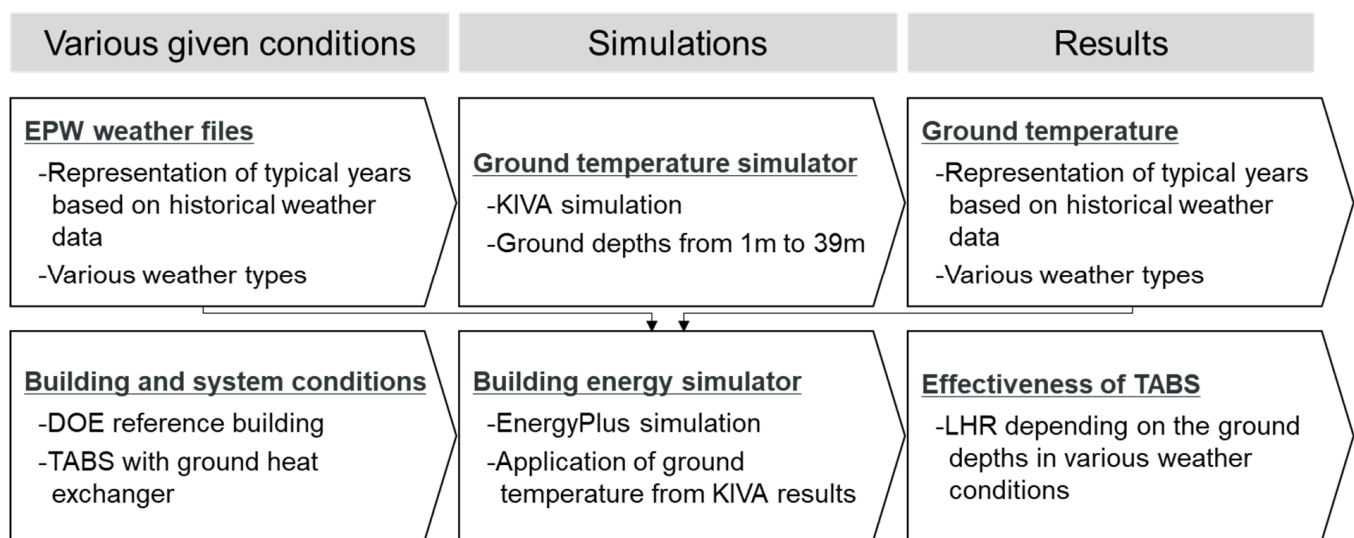 Various given conditions
Simulations
Results
EPW weather files
-Representation of typical years
based on historical weather
data
-Various weather types
Ground temperature simulator
-KIVA simulation
-Ground depths from 1m to 39m
Ground temperature
-Representation of typical years
based on historical weather
data
-Various weather types
Building and system conditions
-DOE reference building
-TABS with ground heat
exchanger
Building energy simulator
-EnergyPlus simulation
-Application of ground
temperature from KIVA results
Effectiveness of TABS
-LHR depending on the ground
depths in various weather
conditions